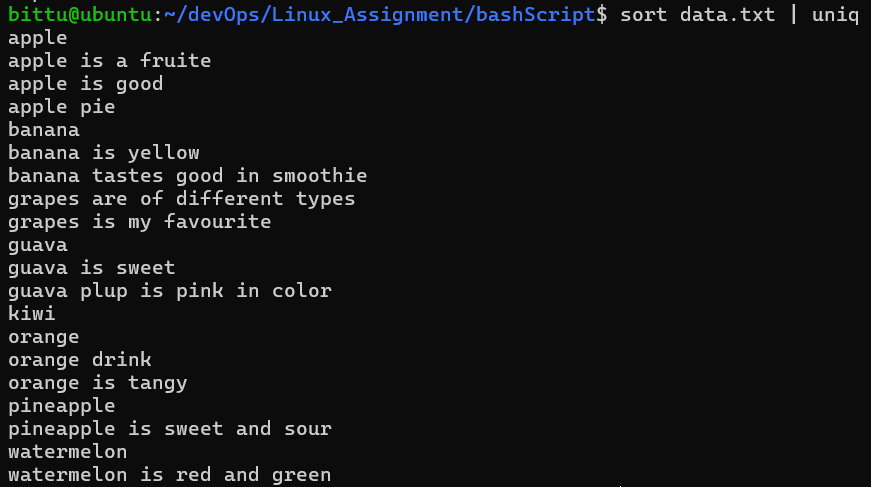 bittu@ubuntu:~/devOps/Linux_Assignment/bashScript$ sort data.txt | uniq
apple
apple is a fruite
apple is good
apple pie
banana
banana is yellow
banana tastes good in smoothie
grapes are of different types
grapes is my favourite
guava
guava is sweet
guava plup is pink in color
kiwi
orange
orange drink
orange is tangy
pineapple
pineapple is sweet and sour
watermelon
watermelon is red and green